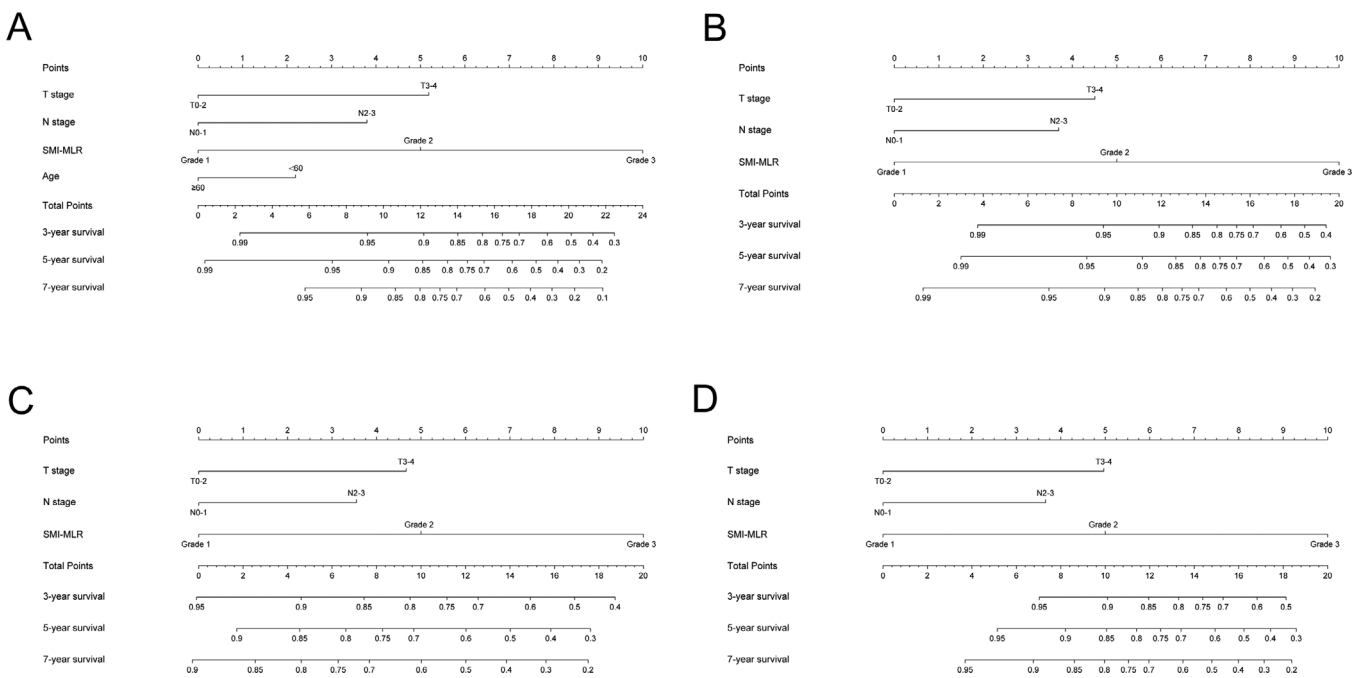 A
Points 0 1 2 3 4 5 6 7 8 9 10
T stage T0-2 T3-4
N stage N0-1 N2-3
SMI-MLR Grade 1 Grade 2 Grade 3
Age ≥60 <60
Total Points 0 2 4 6 8 10 12 14 16 18 20 22 24
3-year survival 0.99 0.95 0.9 0.85 0.8 0.75 0.7 0.6 0.5 0.4 0.3
5-year survival 0.99 0.95 0.9 0.85 0.8 0.75 0.7 0.6 0.5 0.4 0.3 0.2
7-year survival 0.95 0.9 0.85 0.8 0.75 0.7 0.6 0.5 0.4 0.3 0.2 0.1
B
Points 0 1 2 3 4 5 6 7 8 9 10
T stage T0-2 T3-4
N stage N0-1 N2-3
SMI-MLR Grade 1 Grade 2 Grade 3
Total Points 0 2 4 6 8 10 12 14 16 18 20
3-year survival 0.99 0.95 0.9 0.85 0.8 0.75 0.7 0.6 0.5 0.4
5-year survival 0.99 0.95 0.9 0.85 0.8 0.75 0.7 0.6 0.5 0.4 0.3
7-year survival 0.99 0.95 0.9 0.85 0.8 0.75 0.7 0.6 0.5 0.4 0.3 0.2
C
Points 0 1 2 3 4 5 6 7 8 9 10
T stage T0-2 T3-4
N stage N0-1 N2-3
SMI-MLR Grade 1 Grade 2 Grade 3
Total Points 0 2 4 6 8 10 12 14 16 18 20
3-year survival 0.95 0.9 0.85 0.8 0.75 0.7 0.6 0.5 0.4
5-year survival 0.9 0.85 0.8 0.75 0.7 0.6 0.5 0.4 0.3
7-year survival 0.9 0.85 0.8 0.75 0.7 0.6 0.5 0.4 0.3 0.2
D
Points 0 1 2 3 4 5 6 7 8 9 10
T stage T0-2 T3-4
N stage N0-1 N2-3
SMI-MLR Grade 1 Grade 2 Grade 3
Total Points 0 2 4 6 8 10 12 14 16 18 20
3-year survival 0.95 0.9 0.85 0.8 0.75 0.7 0.6 0.5
5-year survival 0.95 0.9 0.85 0.8 0.75 0.7 0.6 0.5 0.4 0.3
7-year survival 0.95 0.9 0.85 0.8 0.75 0.7 0.6 0.5 0.4 0.3 0.2